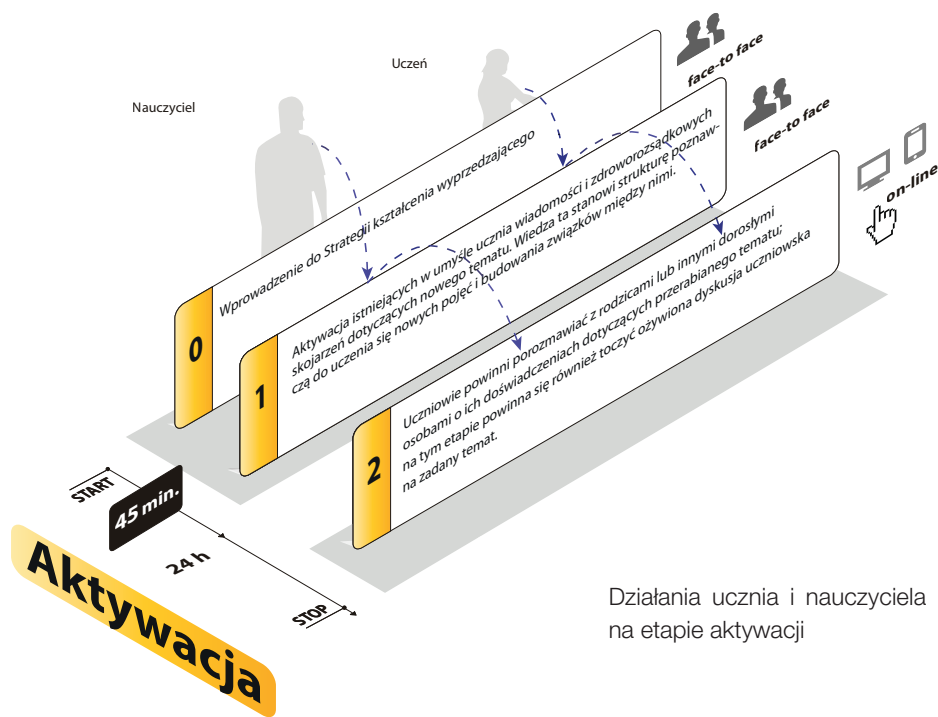 Nauczyciel
Uczeń
face-to face
face-to face
on-line
0
Wprowadzenie do Strategii kształcenia wyprzedzającego
1
Aktywacja istniejących w umyśle ucznia wiadomości i zdroworozsądkowych
skojarzeń dotyczących nowego tematu. Wiedza ta stanowi strukturę poznaw-
czą do uczenia się nowych pojęć i budowania związków między nimi.
2
Uczniowie powinni porozmawiać z rodzicami lub innymi dorosłymi
osobami o ich doświadczeniach dotyczących przerabianego tematu;
na tym etapie powinna się również toczyć ożywiona dyskusja uczniowska
na zadany temat.
START
45 min.
24 h
STOP
Aktywacja
Działania ucznia i nauczyciela
na etapie aktywacji